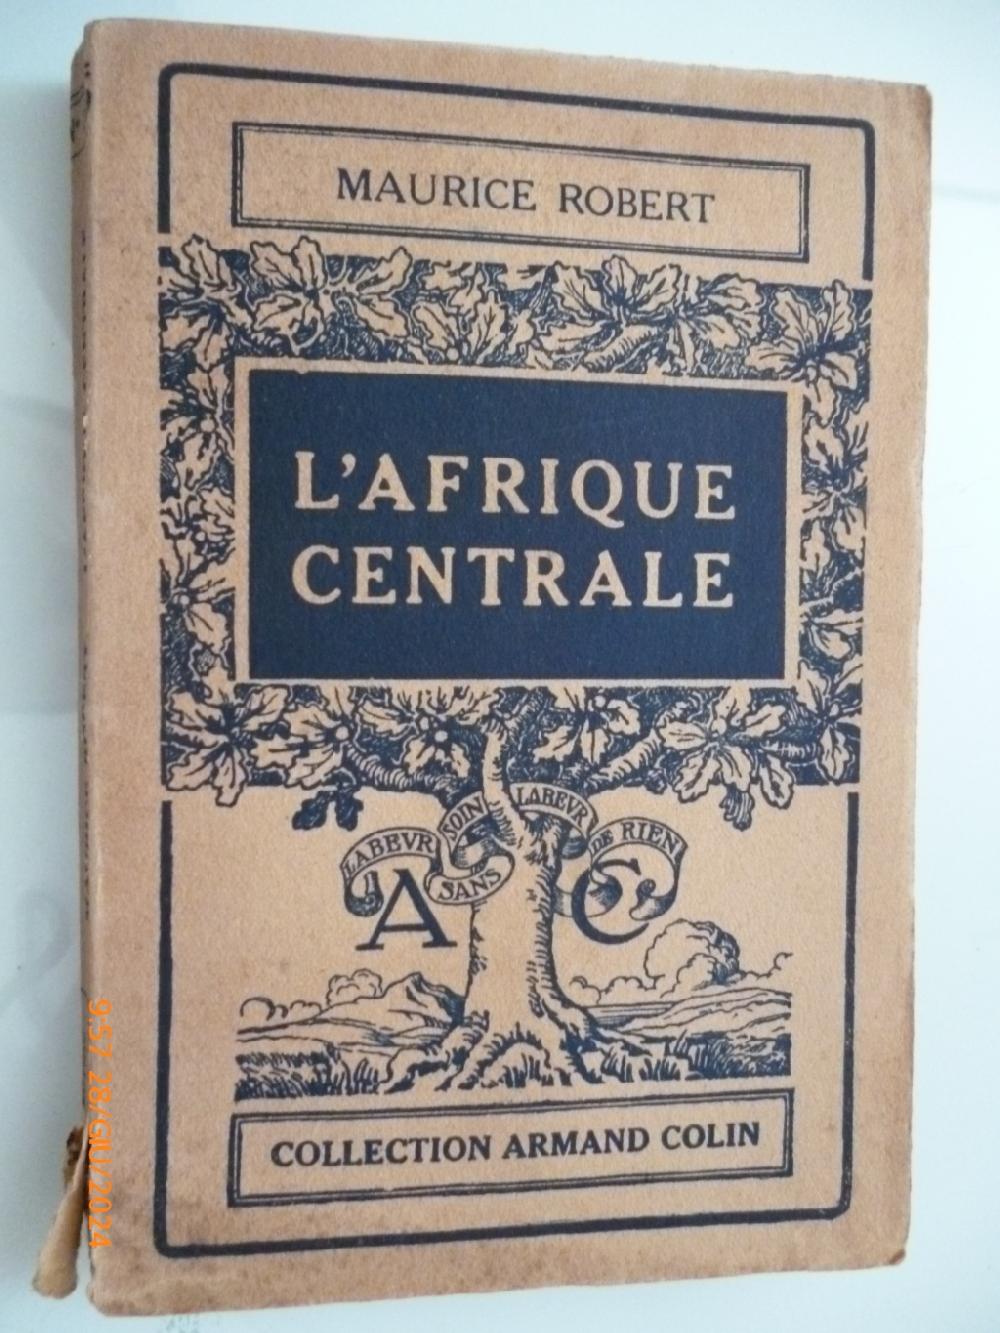 MAURICE ROBERT
L'AFRIQUE
CENTRALE
LABEVR SANS SOIN LABEVR DE RIEN
A C
COLLECTION ARMAND COLIN
9:57 28/GIU/2024